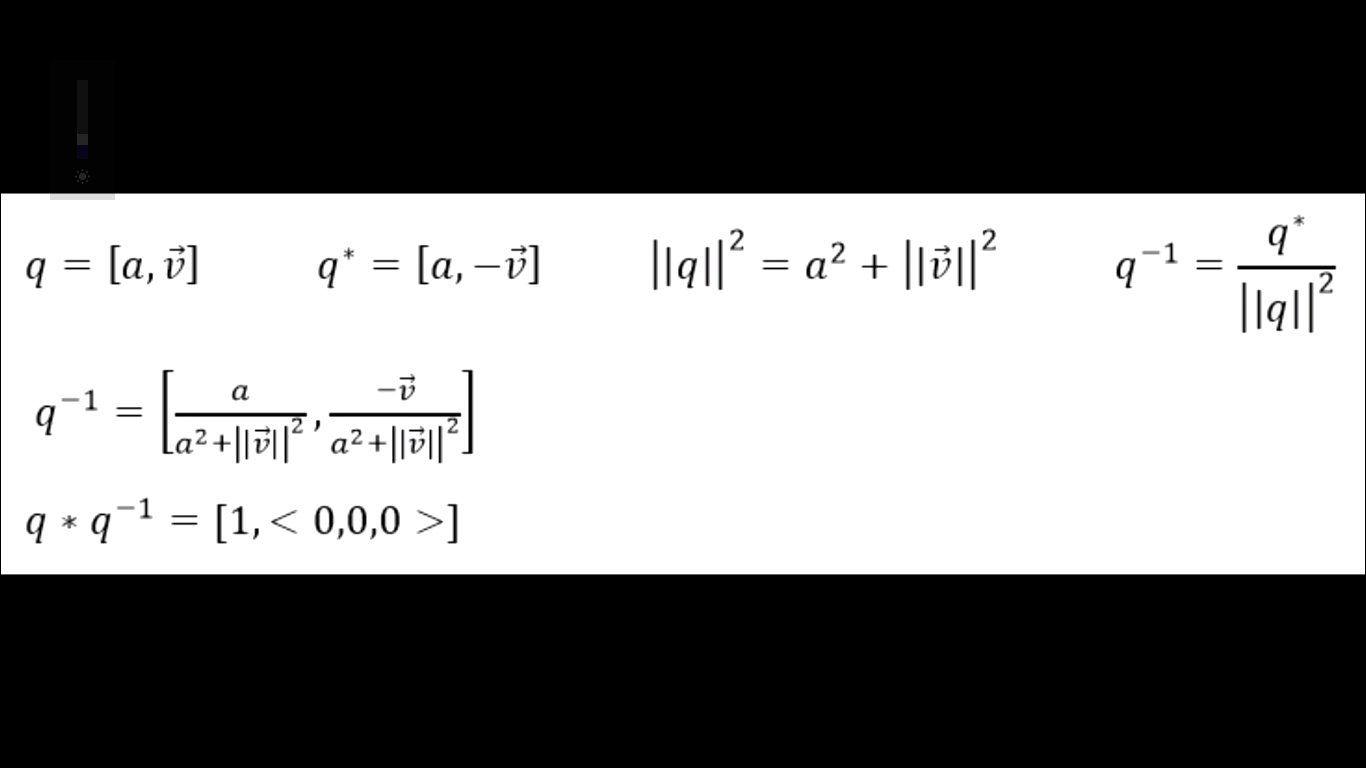 q = [a, v⃗] q* = [a, −v⃗] ||q||² = a² + ||v⃗||² q⁻¹ = q* / ||q||²
q⁻¹ = [a / (a²+||v⃗||²), −v⃗ / (a²+||v⃗||²)]
q ∗ q⁻¹ = [1, < 0,0,0 >]